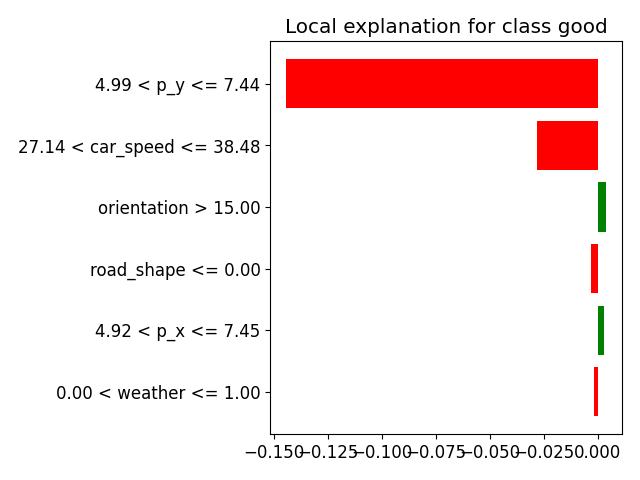 Local explanation for class good
4.99 < p_y <= 7.44
27.14 < car_speed <= 38.48
orientation > 15.00
road_shape <= 0.00
4.92 < p_x <= 7.45
0.00 < weather <= 1.00
−0.150 −0.125 −0.100 −0.075 −0.050 −0.025 0.000